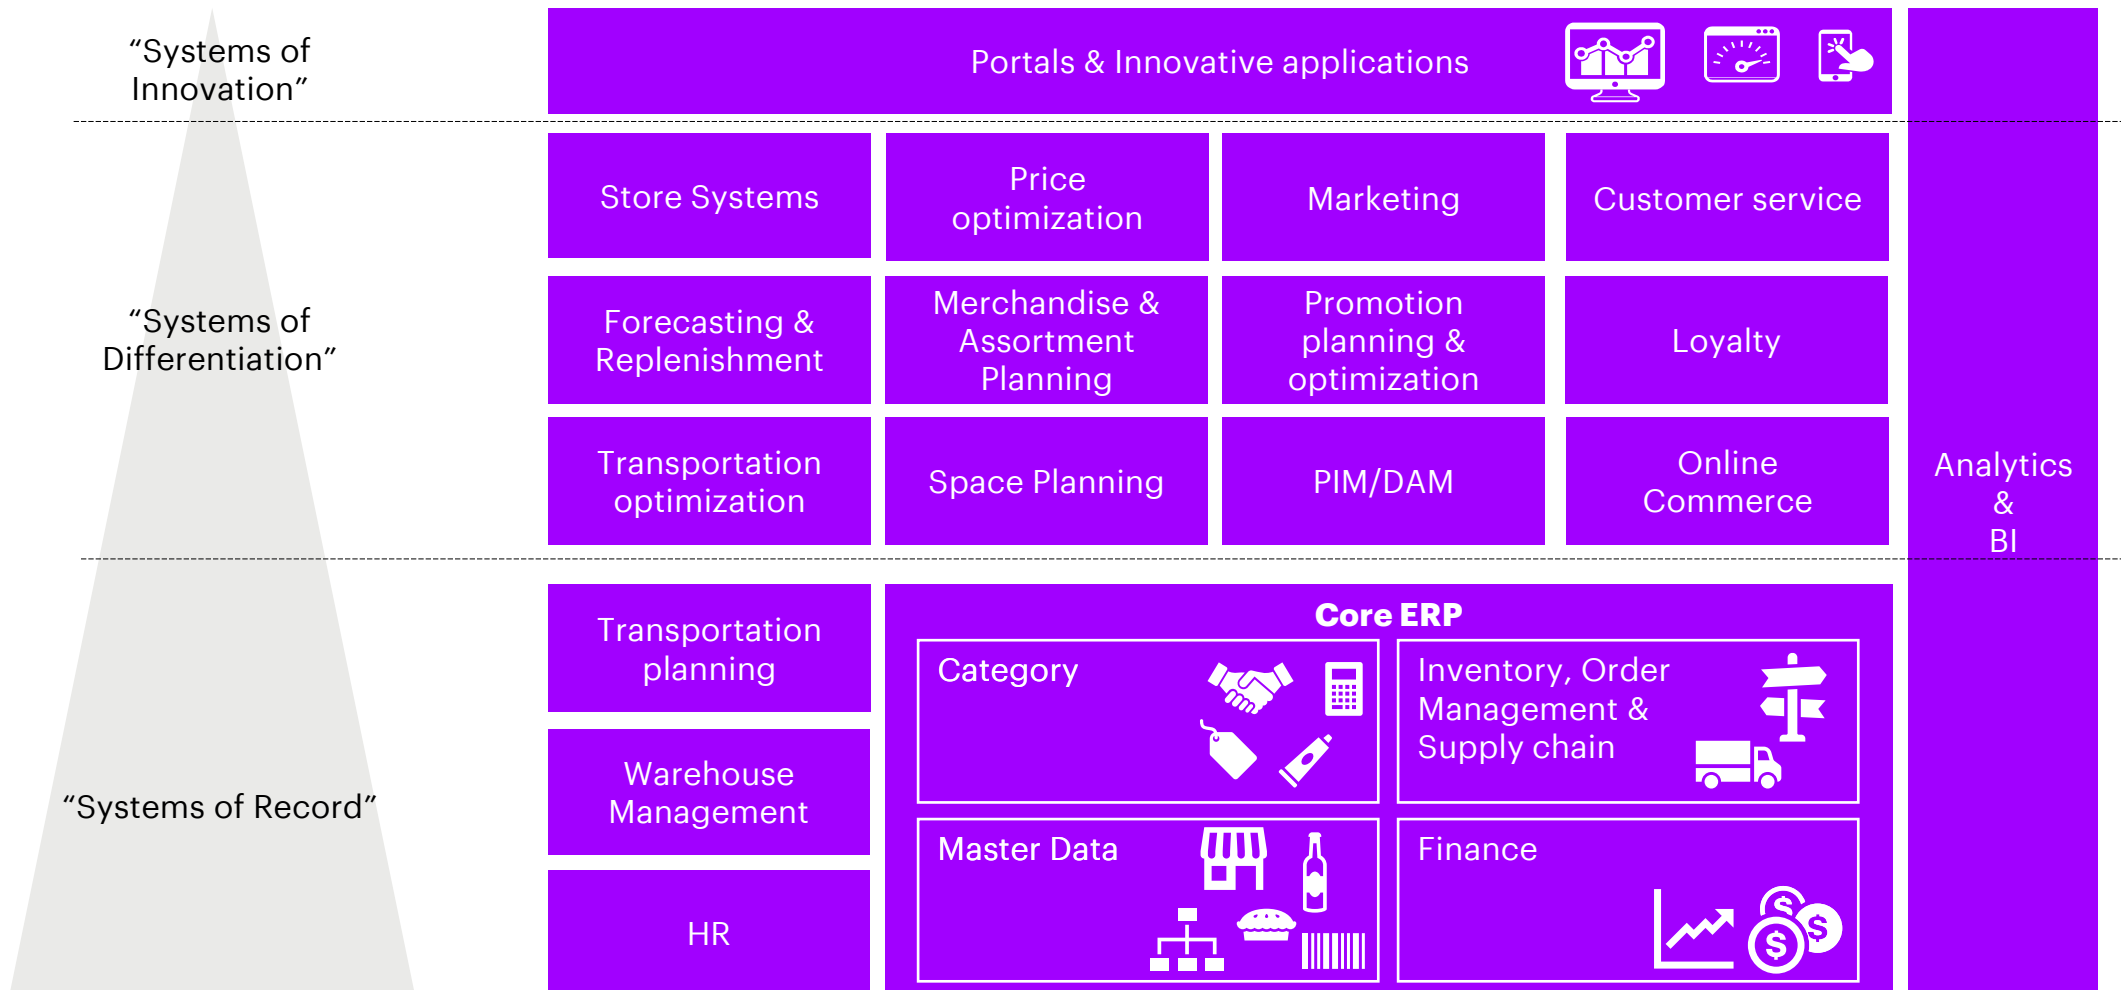 “Systems of
Innovation”
Portals & Innovative applications
“Systems of
Differentiation”
Store Systems
Price
optimization
Marketing
Customer service
Forecasting &
Replenishment
Merchandise &
Assortment
Planning
Promotion
planning &
optimization
Loyalty
Transportation
optimization
Space Planning
PIM/DAM
Online
Commerce
Analytics
&
BI
“Systems of Record”
Transportation
planning
Warehouse
Management
HR
Core ERP
Category
Inventory, Order
Management &
Supply chain
Master Data
Finance
$
$
$